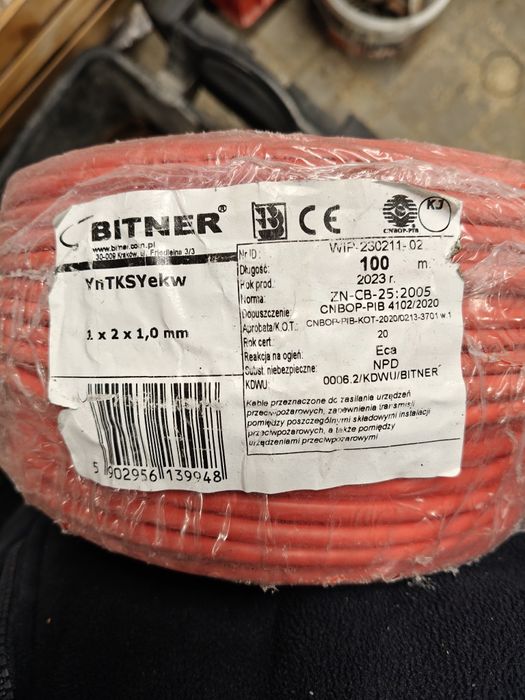 BITNER®
www.bitner.com.pl
30-009 Kraków, ul. Friedleina 3/3
B
CE
CNBOP-PIB
KJ
YnTKSYekw
1 x 2 x 1,0 mm
5 902956 139948
Nr ID: WIP-230211-02
Długość: 100 m
Rok prod: 2023 r.
Norma: ZN-CB-25:2005
Dopuszczenie: CNBOP-PIB 4102/2020
Aprobata/K.O.T.: CNBOP-PIB-KOT-2020/0213-3701 w.1
Rok cert: 20
Reakcja na ogień: Eca
Subst. niebezpieczne: NPD
KDWU: 0006.2/KDWU/BITNER
Kable przeznaczone do zasilania urządzeń
przeciwpożarowych, zapewnienia transmisji
pomiędzy poszczególnymi składowymi instalacji
przeciwpożarowych, a także pomiędzy
urządzeniami przeciwpożarowymi